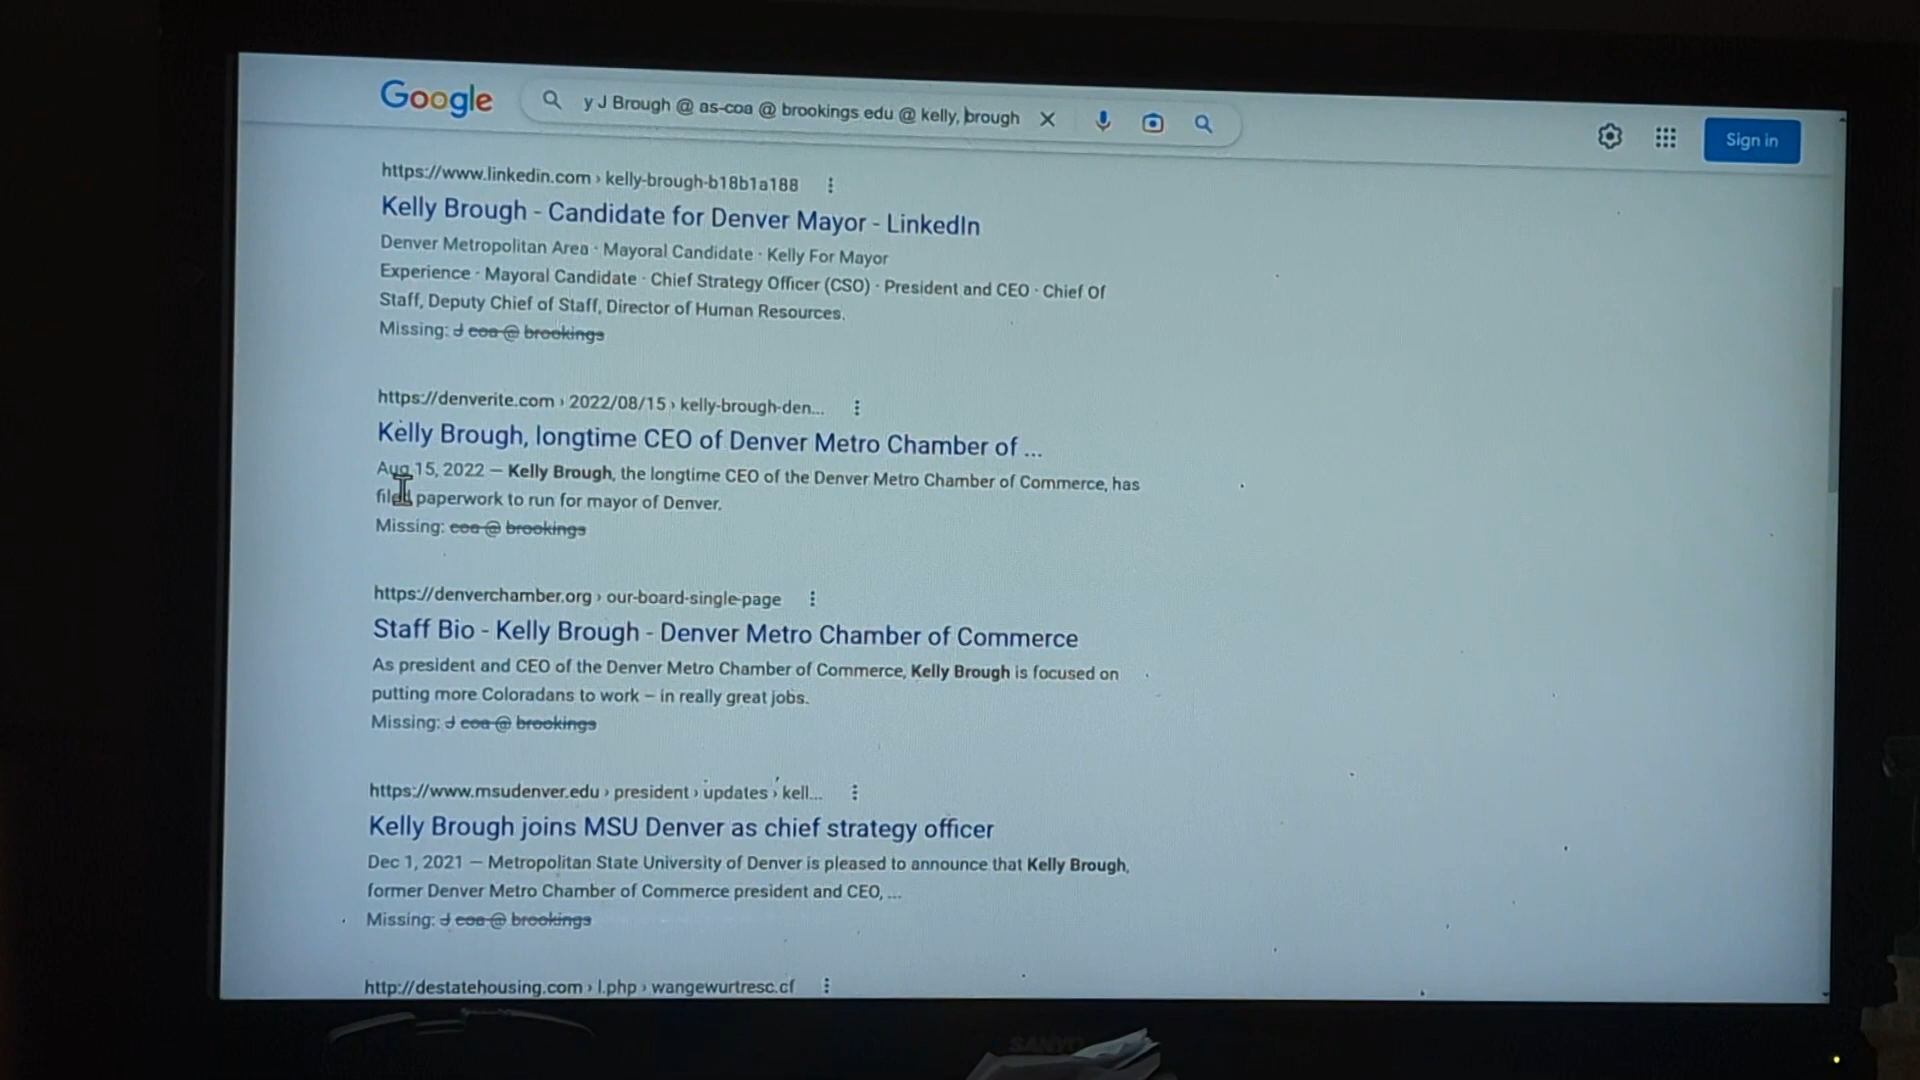 Google
y J Brough @ as-coa @ brookings edu @ kelly, brough
Sign in
https://www.linkedin.com › kelly-brough-b18b1a188
Kelly Brough - Candidate for Denver Mayor - LinkedIn
Denver Metropolitan Area · Mayoral Candidate · Kelly For Mayor
Experience · Mayoral Candidate · Chief Strategy Officer (CSO) · President and CEO · Chief Of
Staff, Deputy Chief of Staff, Director of Human Resources.
Missing: J coa @ brookings
https://denverite.com › 2022/08/15 › kelly-brough-den...
Kelly Brough, longtime CEO of Denver Metro Chamber of ...
Aug 15, 2022 — Kelly Brough, the longtime CEO of the Denver Metro Chamber of Commerce, has
filed paperwork to run for mayor of Denver.
Missing: coa @ brookings
https://denverchamber.org › our-board-single-page
Staff Bio - Kelly Brough - Denver Metro Chamber of Commerce
As president and CEO of the Denver Metro Chamber of Commerce, Kelly Brough is focused on
putting more Coloradans to work – in really great jobs.
Missing: J coa @ brookings
https://www.msudenver.edu › president › updates › kell...
Kelly Brough joins MSU Denver as chief strategy officer
Dec 1, 2021 — Metropolitan State University of Denver is pleased to announce that Kelly Brough,
former Denver Metro Chamber of Commerce president and CEO, ...
Missing: J coa @ brookings
http://destatehousing.com › l.php › wangewurtresc.cf
SANYO